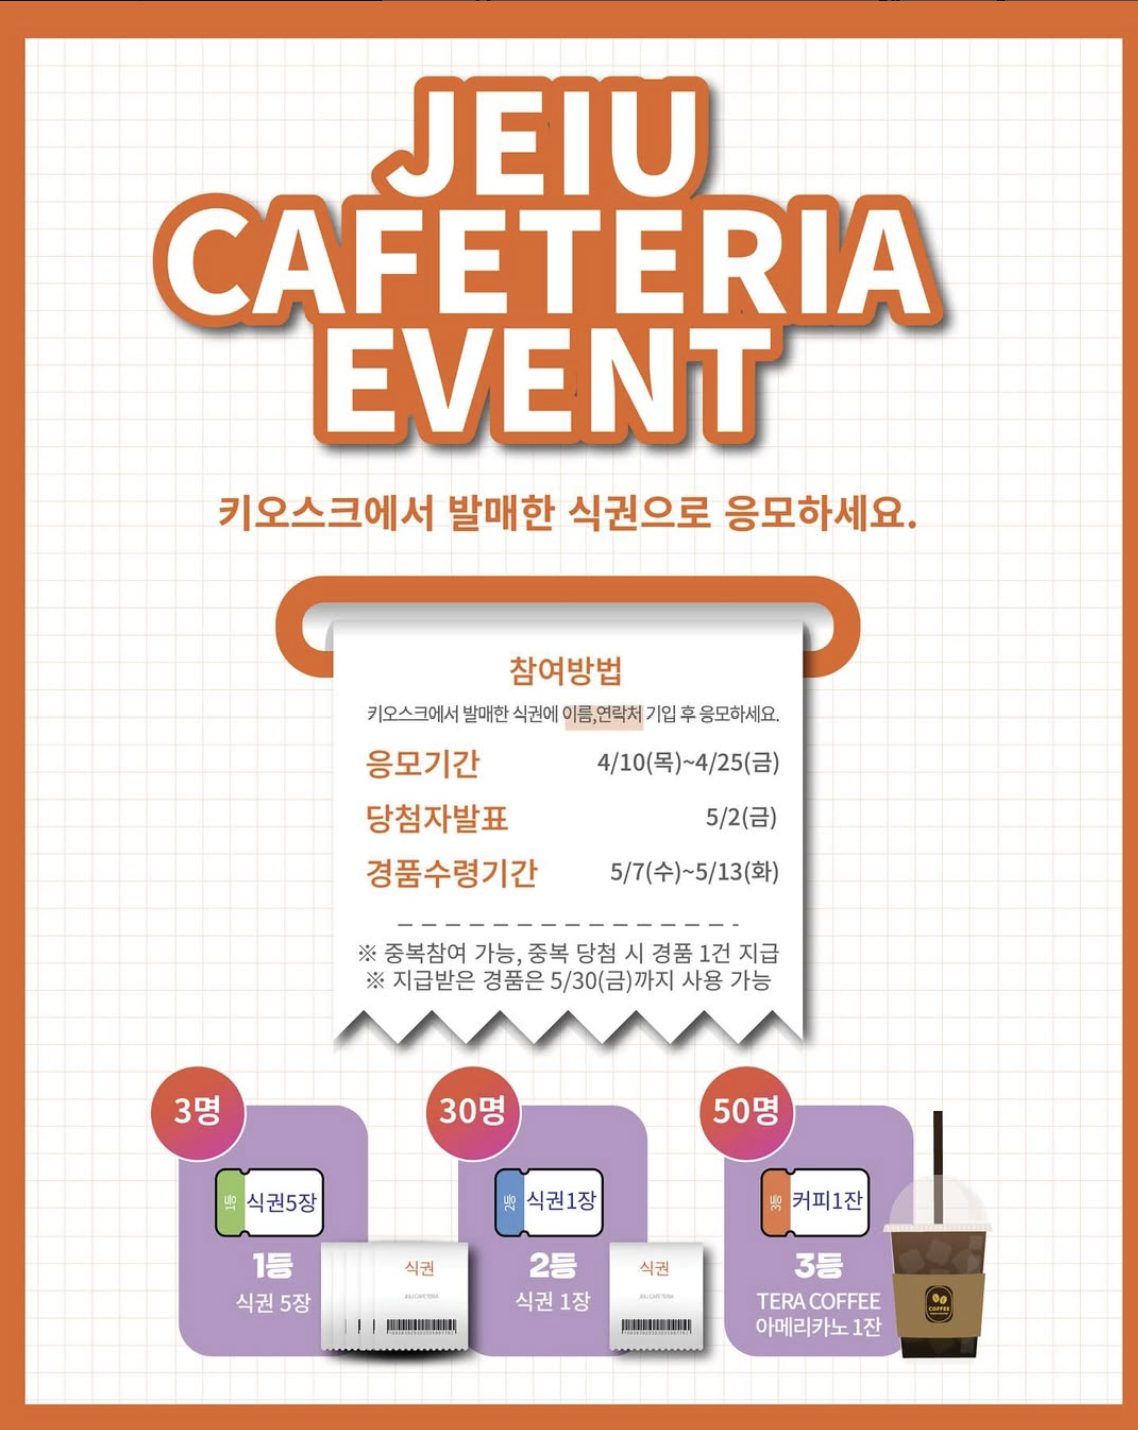 JEIU
CAFETERIA
EVENT
키오스크에서 발매한 식권으로 응모하세요.
참여방법
키오스크에서 발매한 식권에 이름,연락처 기입 후 응모하세요.
응모기간 4/10(목)~4/25(금)
당첨자발표 5/2(금)
경품수령기간 5/7(수)~5/13(화)
※ 중복참여 가능, 중복 당첨 시 경품 1건 지급
※ 지급받은 경품은 5/30(금)까지 사용 가능
3명
1등 식권5장
1등
식권 5장
식권
JEIU CAFETERIA
30명
2등 식권1장
2등
식권 1장
식권
JEIU CAFETERIA
50명
3등 커피1잔
3등
TERA COFFEE
아메리카노 1잔
COFFEE